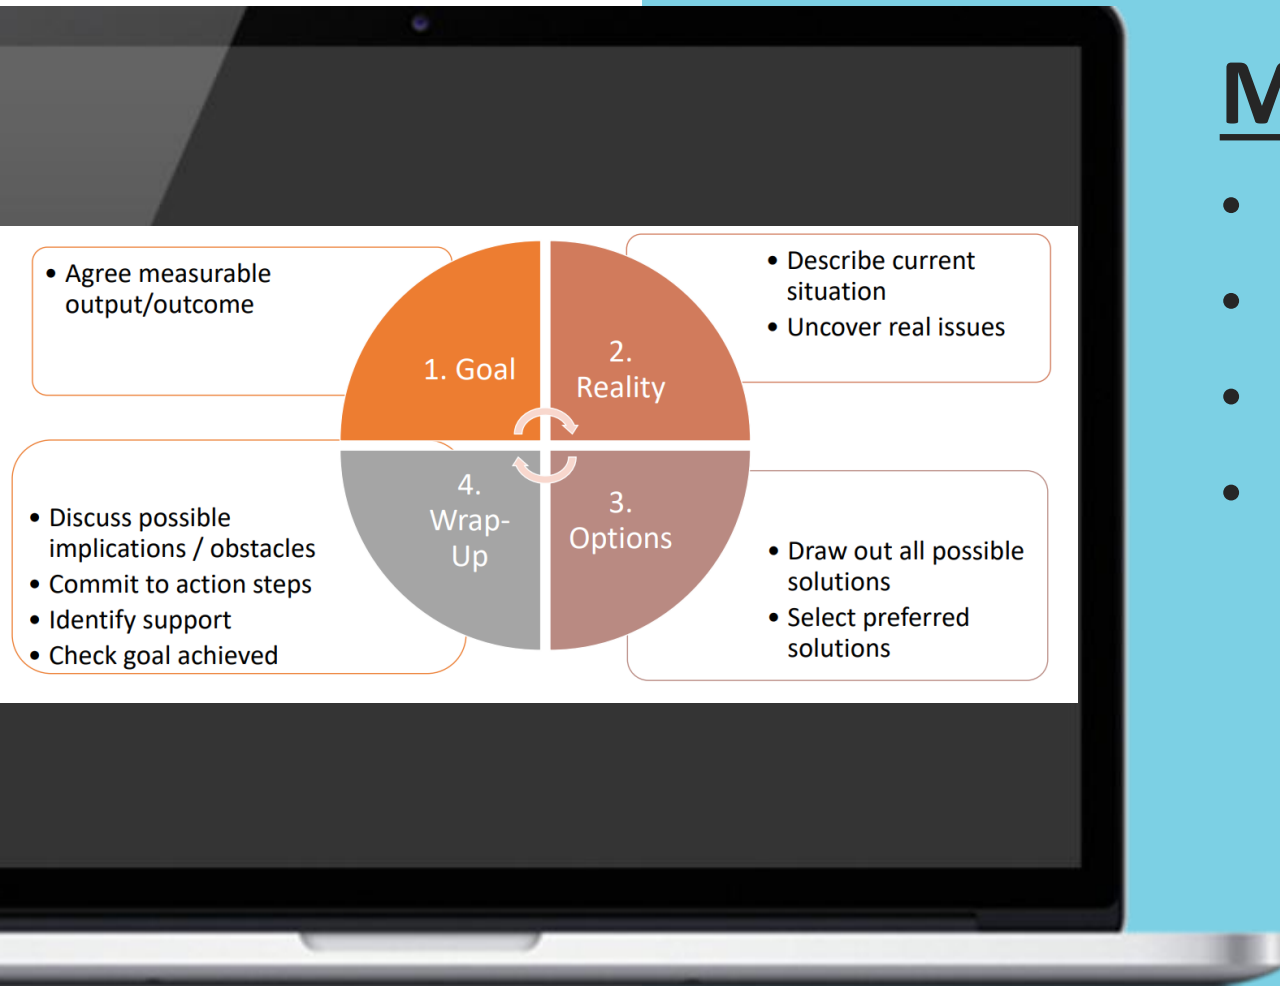 • Agree measurable
output/outcome
1. Goal
2.
Reality
• Describe current
situation
• Uncover real issues
4.
Wrap-
Up
• Discuss possible
implications / obstacles
• Commit to action steps
• Identify support
• Check goal achieved
3.
Options
• Draw out all possible
solutions
• Select preferred
solutions